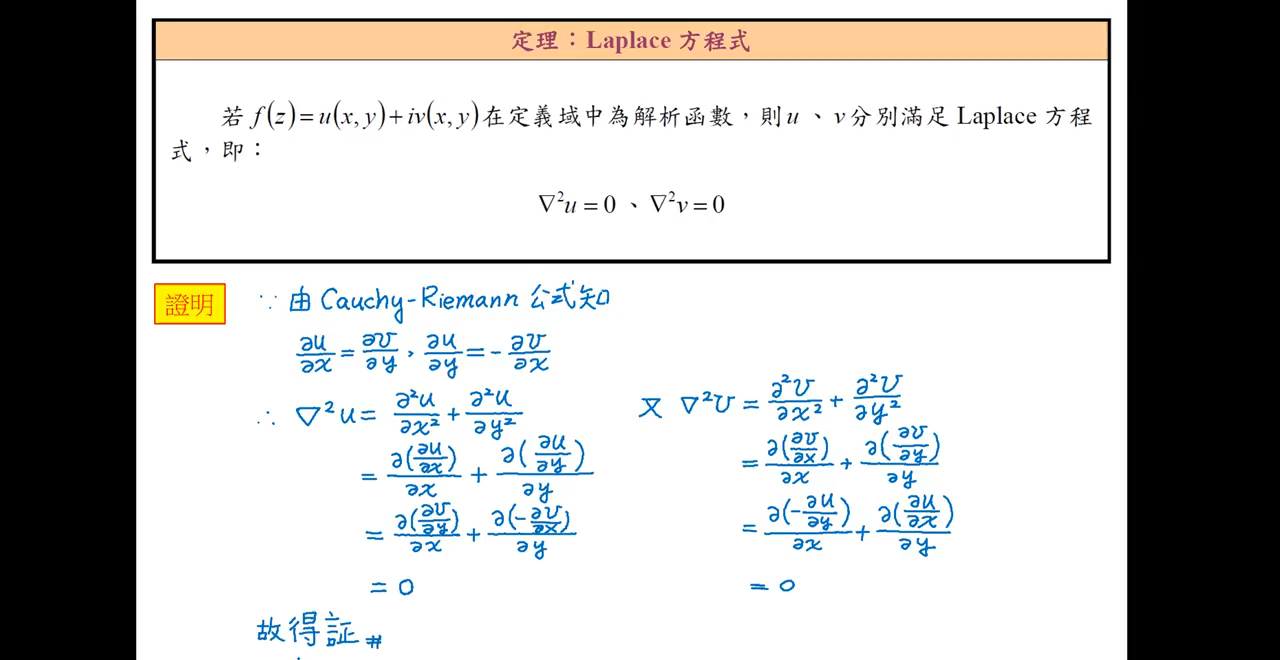 定理：Laplace 方程式
若 f(z)=u(x,y)+iv(x,y)在定義域中為解析函數，則u、v分別滿足 Laplace 方程
式，即：
∇²u=0、∇²v=0
證明
∵ 由 Cauchy-Riemann 公式知
∂u/∂x = ∂v/∂y , ∂u/∂y = -∂v/∂x
∴ ∇²u = ∂²u/∂x² + ∂²u/∂y²
= ∂(∂u/∂x)/∂x + ∂(∂u/∂y)/∂y
= ∂(∂v/∂y)/∂x + ∂(-∂v/∂x)/∂y
= 0
又 ∇²v = ∂²v/∂x² + ∂²v/∂y²
= ∂(∂v/∂x)/∂x + ∂(∂v/∂y)/∂y
= ∂(-∂u/∂y)/∂x + ∂(∂u/∂x)/∂y
= 0
故得証 #